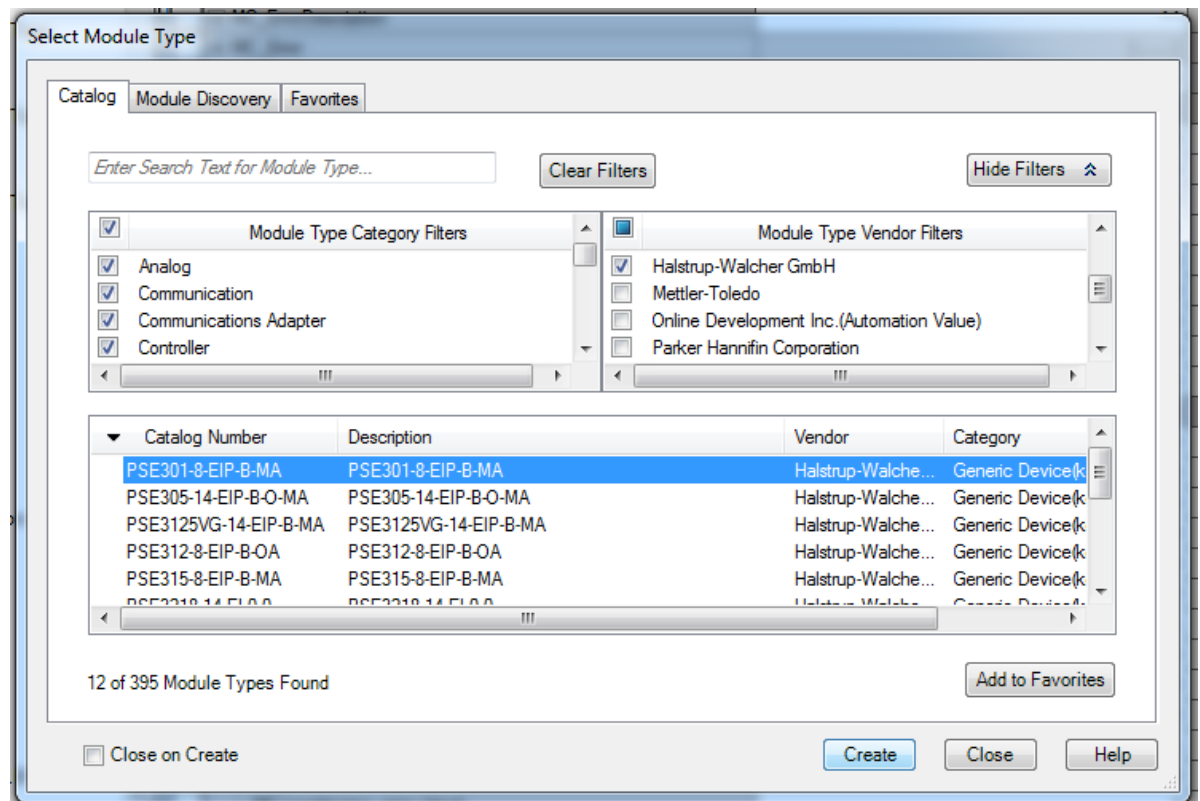 Select Module Type
Catalog Module Discovery Favorites
Enter Search Text for Module Type... Clear Filters Hide Filters
Module Type Category Filters Module Type Vendor Filters
Analog Halstrup-Walcher GmbH
Communication Mettler-Toledo
Communications Adapter Online Development Inc.(Automation Value)
Controller Parker Hannifin Corporation
Catalog Number Description Vendor Category
PSE301-8-EIP-B-MA PSE301-8-EIP-B-MA Halstrup-Walche... Generic Device(k
PSE305-14-EIP-B-O-MA PSE305-14-EIP-B-O-MA Halstrup-Walche... Generic Device(k
PSE3125VG-14-EIP-B-MA PSE3125VG-14-EIP-B-MA Halstrup-Walche... Generic Device(k
PSE312-8-EIP-B-OA PSE312-8-EIP-B-OA Halstrup-Walche... Generic Device(k
PSE315-8-EIP-B-MA PSE315-8-EIP-B-MA Halstrup-Walche... Generic Device(k
12 of 395 Module Types Found Add to Favorites
Close on Create Create Close Help